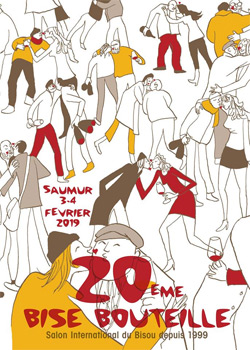 SAUMUR
3-4
FÉVRIER
2019
20ÈME
BISE BOUTEILLE
Salon International du Bisou depuis 1999